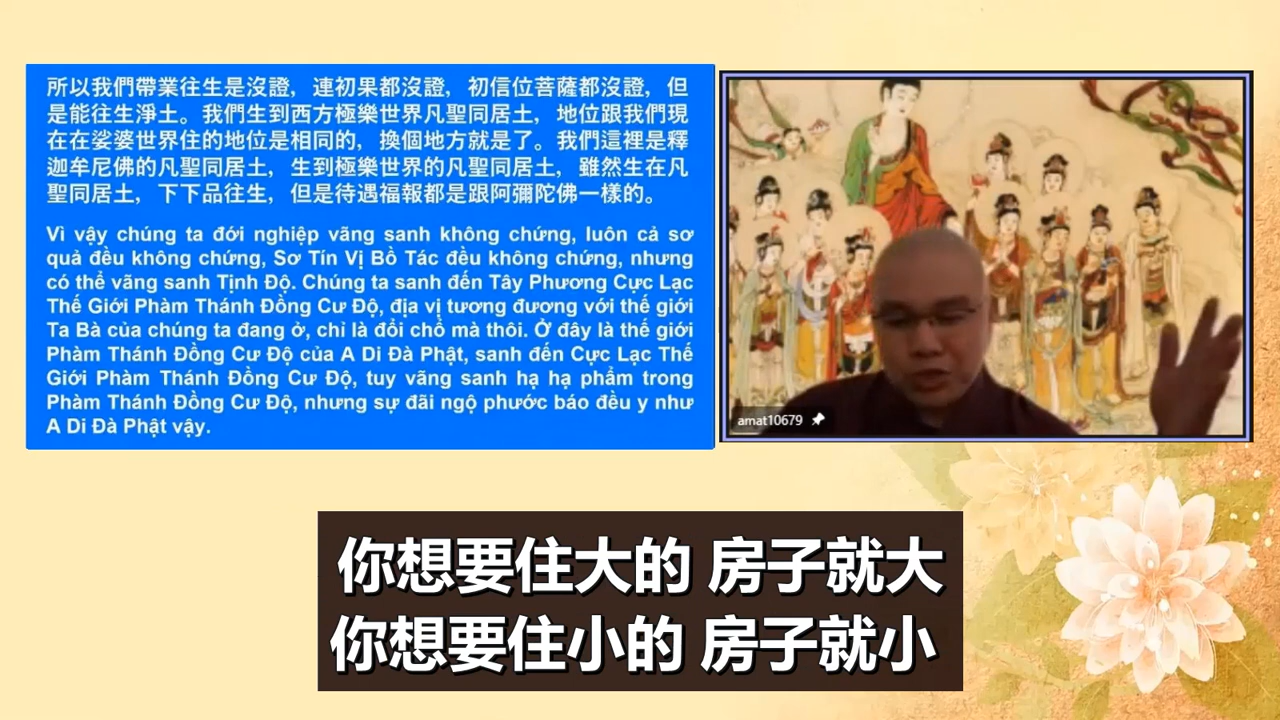 所以我們帶業往生是沒證，連初果都沒證，初信位菩薩都沒證，但
是能往生淨土。我們生到西方極樂世界凡聖同居土，地位跟我們現
在在娑婆世界住的地位是相同的，換個地方就是了。我們這裡是釋
迦牟尼佛的凡聖同居土，生到極樂世界的凡聖同居土，雖然生在凡
聖同居土，下下品往生，但是待遇福報都是跟阿彌陀佛一樣的。
Vì vậy chúng ta đới nghiệp vãng sanh không chứng, luôn cả sơ
quả đều không chứng, Sơ Tín Vị Bồ Tác đều không chứng, nhưng
có thể vãng sanh Tịnh Độ. Chúng ta sanh đến Tây Phương Cực Lạc
Thế Giới Phàm Thánh Đồng Cư Độ, địa vị tương đương với thế giới
Ta Bà của chúng ta đang ở, chỉ là đổi chổ mà thôi. Ở đây là thế giới
Phàm Thánh Đồng Cư Độ của A Di Đà Phật, sanh đến Cực Lạc Thế
Giới Phàm Thánh Đồng Cư Độ, tuy vãng sanh hạ hạ phẩm trong
Phàm Thánh Đồng Cư Độ, nhưng sự đãi ngộ phước báo đều y như
A Di Đà Phật vậy.
amat10679
你想要住大的 房子就大
你想要住小的 房子就小